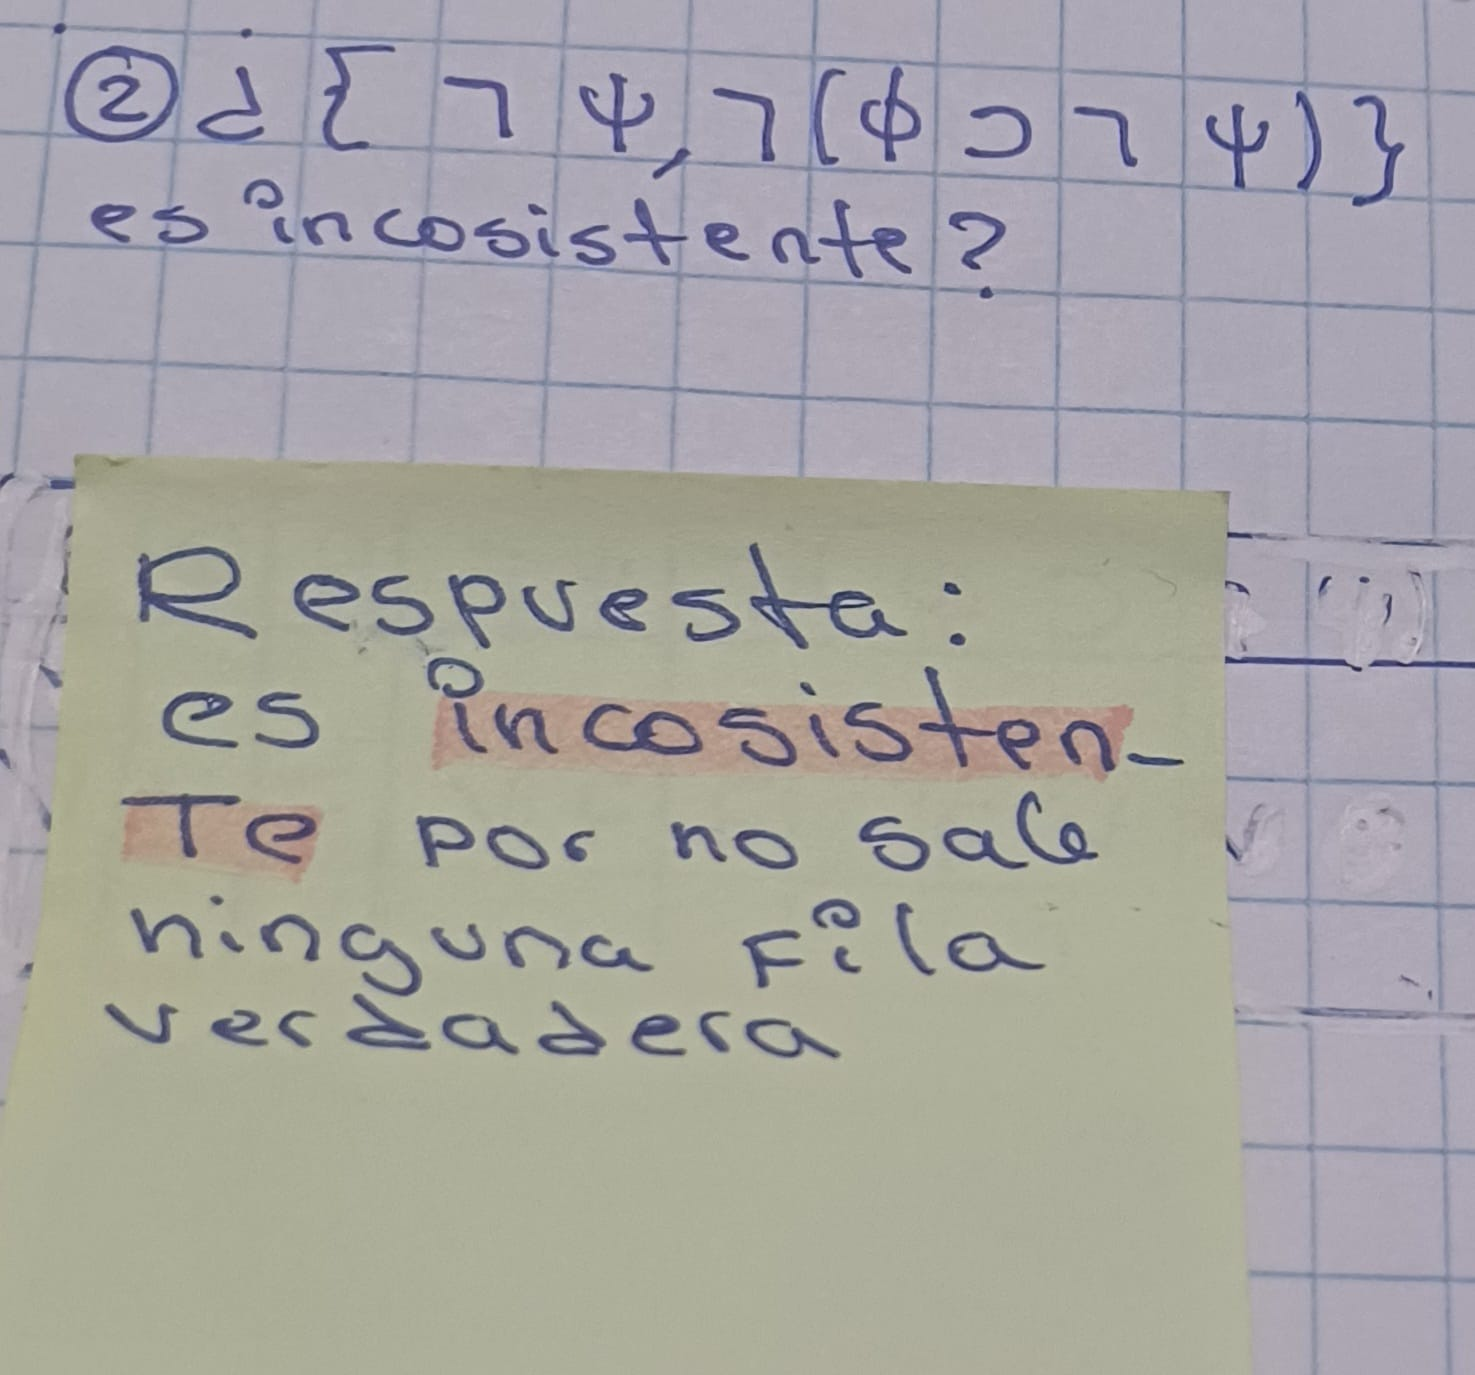 ② ¿{ ¬ ψ, ¬(ϕ ⊃ ¬ ψ)}
es incosistente?
Respuesta:
es incosisten-
Te por no sale
ninguna Fila
verdadera